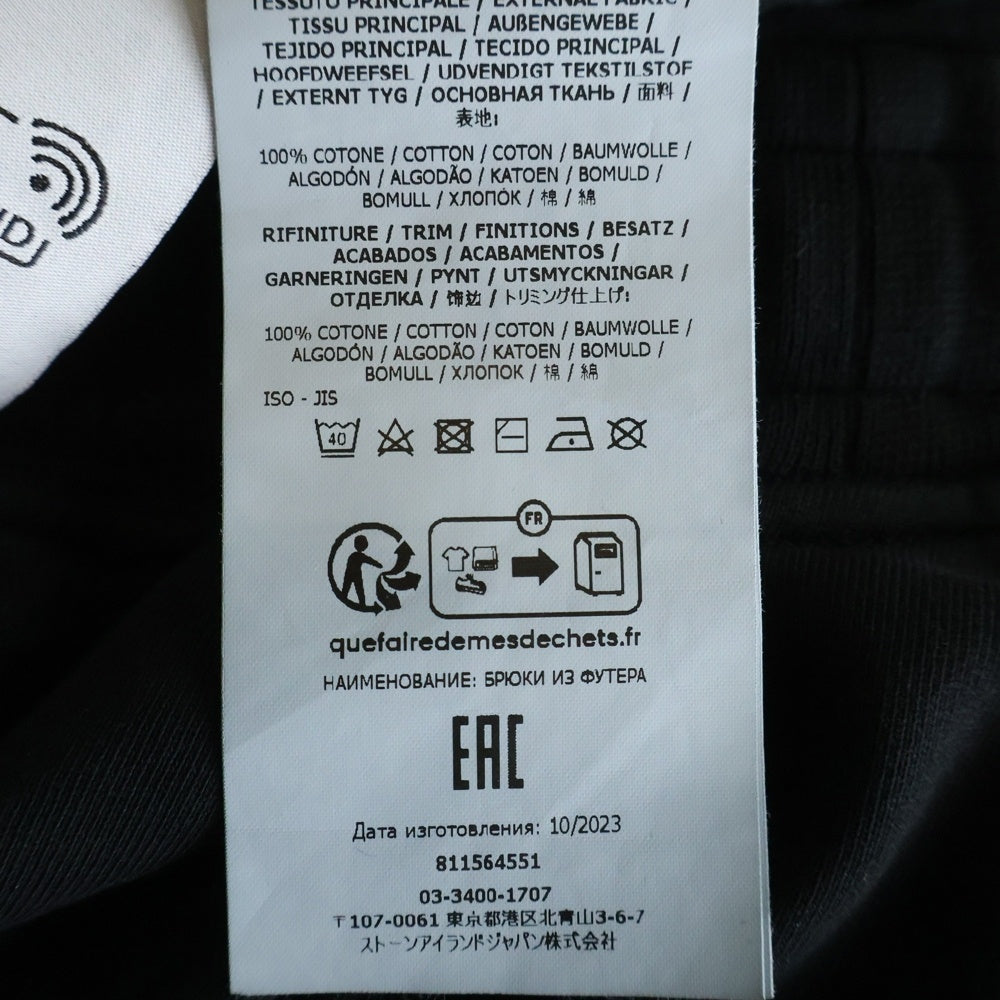 TESSUTO PRINCIPALE / EXTERNAL FABRIC /
TISSU PRINCIPAL / AUßENGEWEBE /
TEJIDO PRINCIPAL / TECIDO PRINCIPAL /
HOOFDWEEFSEL / UDVENDIGT TEKSTILSTOF
/ EXTERNT TYG / ОСНОВНАЯ ТКАНЬ / 面料 /
表地:
100% COTONE / COTTON / COTON / BAUMWOLLE /
ALGODÓN / ALGODÃO / KATOEN / BOMULD /
BOMULL / ХЛОПОК / 棉 / 綿
RIFINITURE / TRIM / FINITIONS / BESATZ /
ACABADOS / ACABAMENTOS /
GARNERINGEN / PYNT / UTSMYCKNINGAR /
ОТДЕЛКА / 饰边 / トリミング仕上げ:
100% COTONE / COTTON / COTON / BAUMWOLLE /
ALGODÓN / ALGODÃO / KATOEN / BOMULD /
BOMULL / ХЛОПОК / 棉 / 綿
ISO - JIS
40
FR
quefairedemesdechets.fr
НАИМЕНОВАНИЕ: БРЮКИ ИЗ ФУТЕРА
EAC
Дата изготовления: 10/2023
811564551
03-3400-1707
〒107-0061 東京都港区北青山3-6-7
ストーンアイランドジャパン株式会社